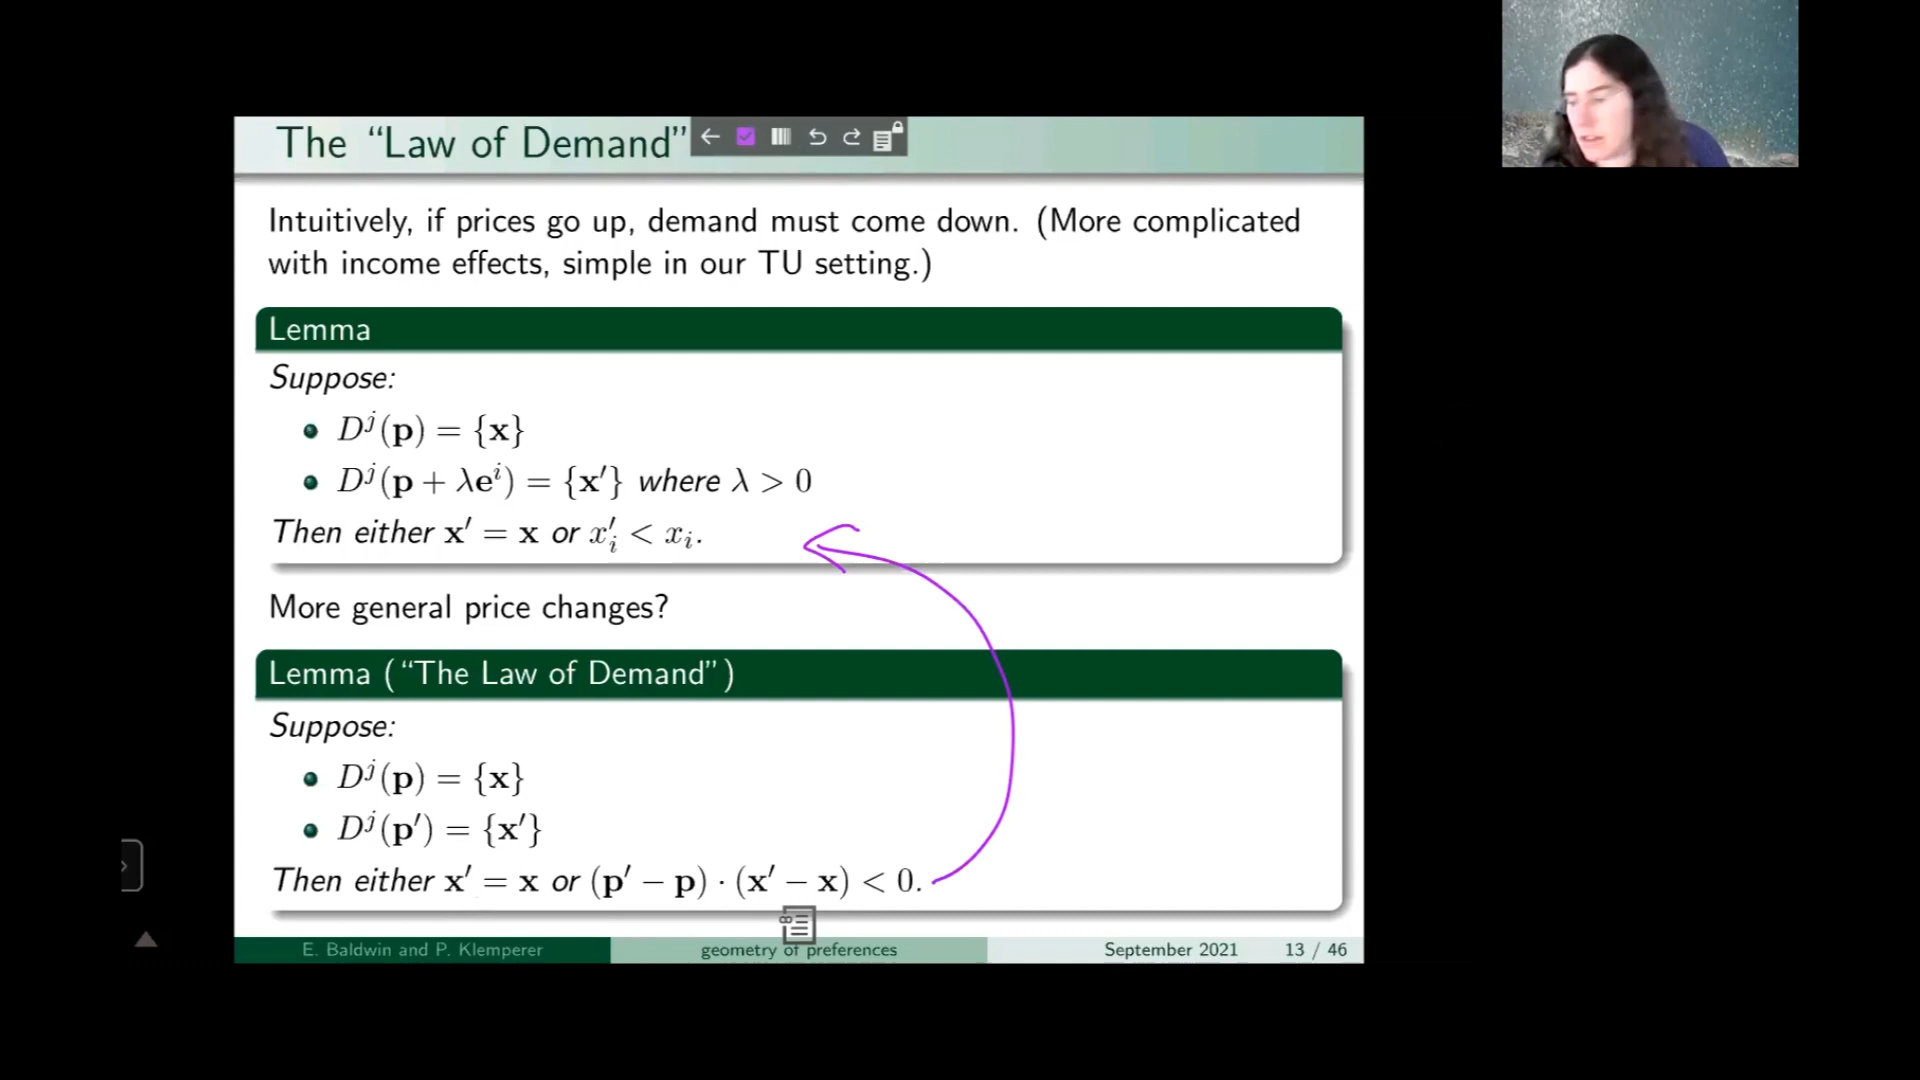 The “Law of Demand”
Intuitively, if prices go up, demand must come down. (More complicated
with income effects, simple in our TU setting.)
Lemma
Suppose:
D^j(p) = {x}
D^j(p + λe^i) = {x′} where λ > 0
Then either x′ = x or x′_i < x_i.
More general price changes?
Lemma (“The Law of Demand”)
Suppose:
D^j(p) = {x}
D^j(p′) = {x′}
Then either x′ = x or (p′ − p) · (x′ − x) < 0.
E. Baldwin and P. Klemperer
geometry of preferences
September 2021
13 / 46